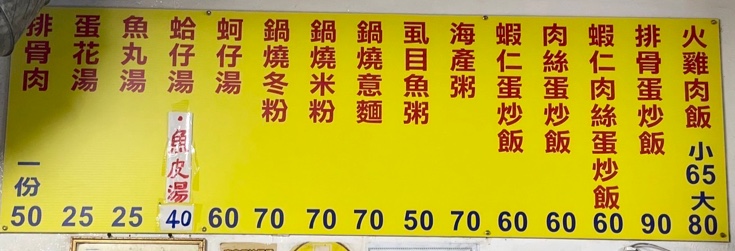 火雞肉飯 小65 大80
排骨蛋炒飯 90
蝦仁肉絲蛋炒飯 60
肉絲蛋炒飯 60
蝦仁蛋炒飯 60
海產粥 70
虱目魚粥 50
鍋燒意麵 70
鍋燒米粉 70
鍋燒冬粉 70
蚵仔湯 60
蛤仔湯
・魚皮湯 40
魚丸湯 25
蛋花湯 25
排骨肉 一份 50